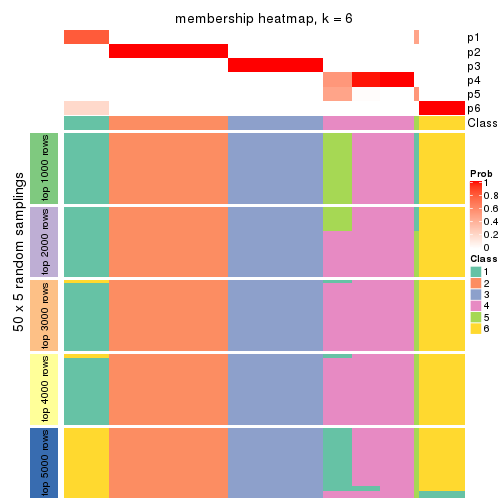 membership heatmap, k = 6
p1
p2
p3
p4
p5
p6
Class
50 x 5 random samplings
top 1000 rows
top 2000 rows
top 3000 rows
top 4000 rows
top 5000 rows
Prob
1
0.8
0.6
0.4
0.2
0
Class
1
2
3
4
5
6